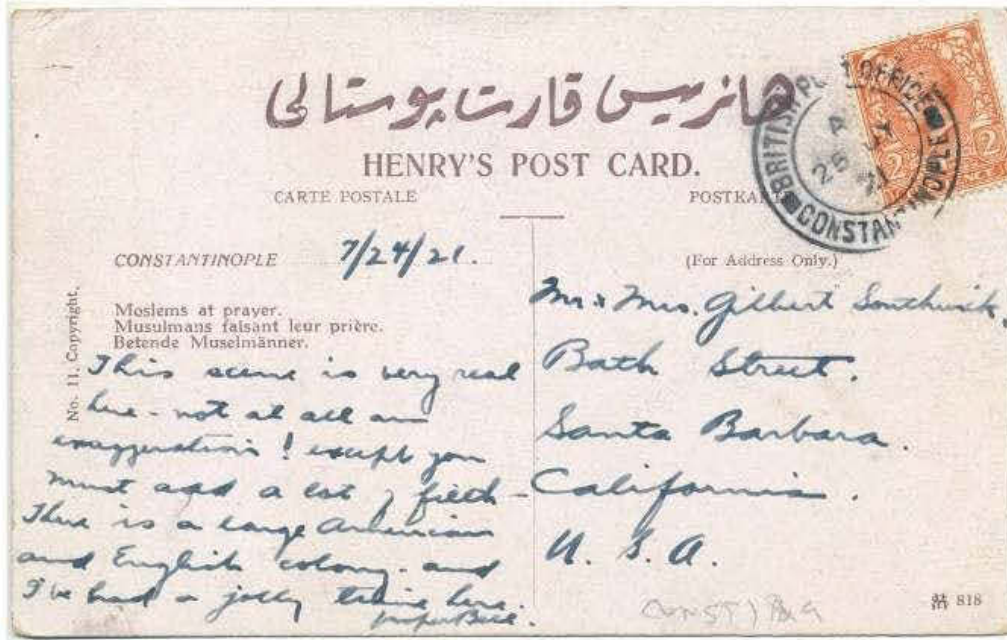 هانريس قارت پوستالى
HENRY'S POST CARD.
CARTE POSTALE
POSTKARTE
BRITISH POST OFFICE
CONSTANTINOPLE
2
2
CONSTANTINOPLE 7/24/21.
(For Address Only.)
No. 11. Copyright.
Moslems at prayer.
Musulmans faisant leur prière.
Betende Muselmänner.
This scene is very real
here - not at all an
exaggeration! except you
must add a lot of filth -
There is a large American
and English colony. and
I've had a jolly time here.
Mr & Mrs. Gilbert Southwick.
Bath Street.
Santa Barbara.
California.
U. S. A.
818